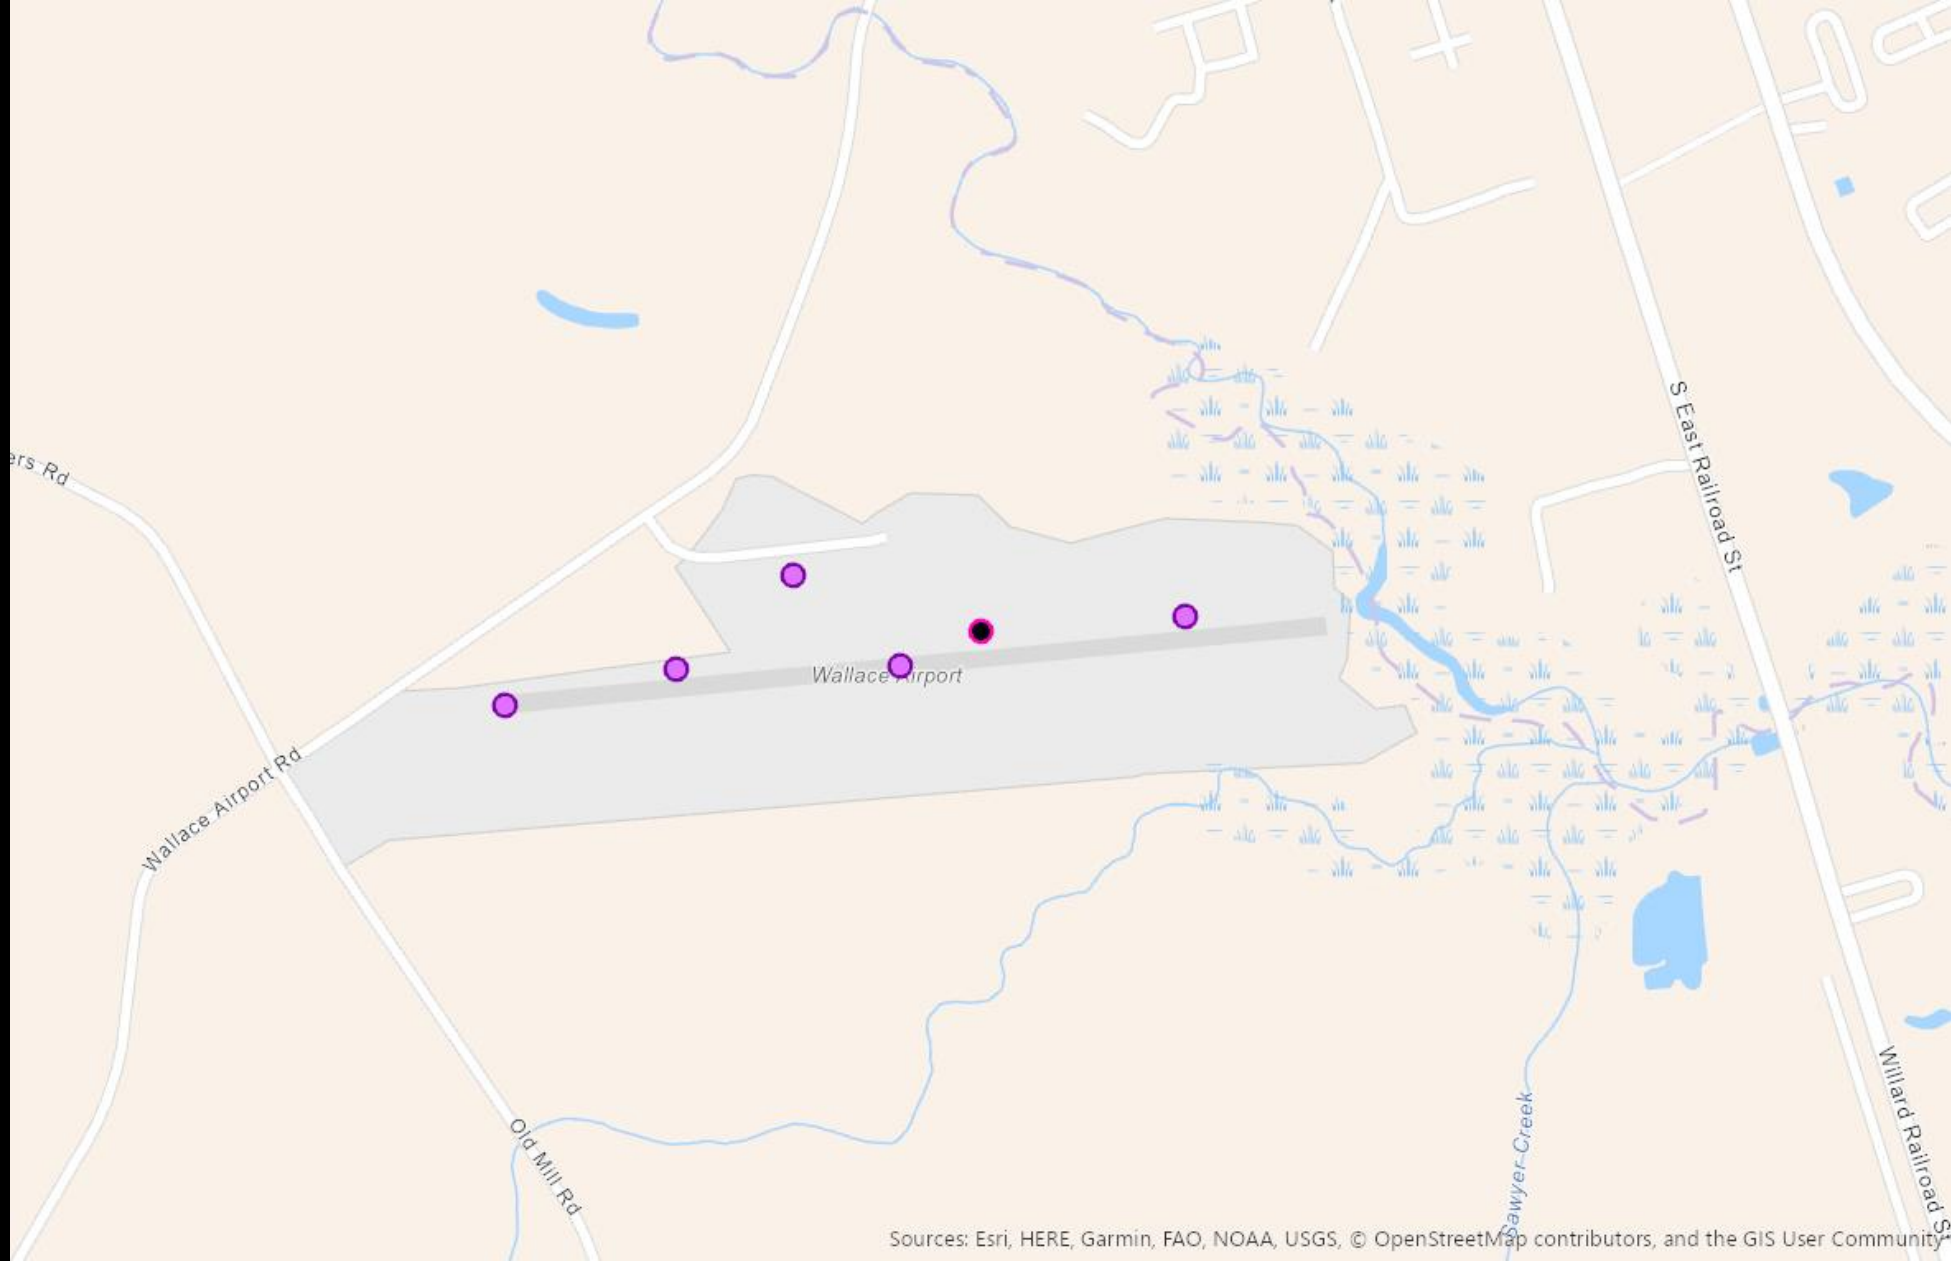 ers Rd
S East Railroad St
Wallace Airport
Wallace Airport Rd
Old Mill Rd
Sawyer Creek
Willard Railroad S
Sources: Esri, HERE, Garmin, FAO, NOAA, USGS, © OpenStreetMap contributors, and the GIS User Community